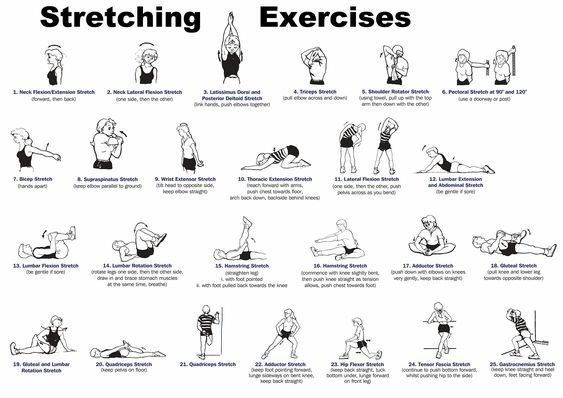 Stretching Exercises
1. Neck Flexion/Extension Stretch
(forward, then back)
2. Neck Lateral Flexion Stretch
(one side, then the other)
3. Latissimus Dorsi and
Posterior Deltoid Stretch
(link hands, push elbows together)
4. Triceps Stretch
(pull elbow across and down)
5. Shoulder Rotator Stretch
(using towel, pull up with the top
arm then down with the other)
6. Pectoral Stretch at 90° and 120°
(use a doorway or post)
7. Bicep Stretch
(hands apart)
8. Supraspinatus Stretch
(keep elbow parallel to ground)
9. Wrist Extensor Stretch
(tilt head to opposite side,
keep elbow straight)
10. Thoracic Extension Stretch
(reach forward with arms,
push chest towards floor,
arch back down, backside behind knees)
11. Lateral Flexion Stretch
(one side, then the other, push
pelvis across as you bend)
12. Lumbar Extension
and Abdominal Stretch
(be gentle if sore)
13. Lumbar Flexion Stretch
(be gentle if sore)
14. Lumbar Rotation Stretch
(rotate legs one side, then the other side,
draw in and brace stomach muscles
at the same time, breathe)
15. Hamstring Stretch
(straighten leg)
i. with foot pointed
ii. with foot pulled back towards the knee
16. Hamstring Stretch
(commence with knee slightly bent,
then push knee straight as tension
allows, push chest towards foot)
17. Adductor Stretch
(push down with elbows on knees
very gently, keep back straight)
18. Gluteal Stretch
(pull knee and lower leg
towards opposite shoulder)
19. Gluteal and Lumbar
Rotation Stretch
20. Quadriceps Stretch
(keep pelvis on floor)
21. Quadriceps Stretch
22. Adductor Stretch
(keep foot pointing forward,
lunge sideways on bent knee,
keep back straight)
23. Hip Flexor Stretch
(keep back straight, tuck
bottom under, lunge forward
on front leg)
24. Tensor Fascia Stretch
(continue to push bottom forward,
whilst pushing hip to the side)
25. Gastrocnemius Stretch
(keep knee straight and heel
down, feet facing forward)